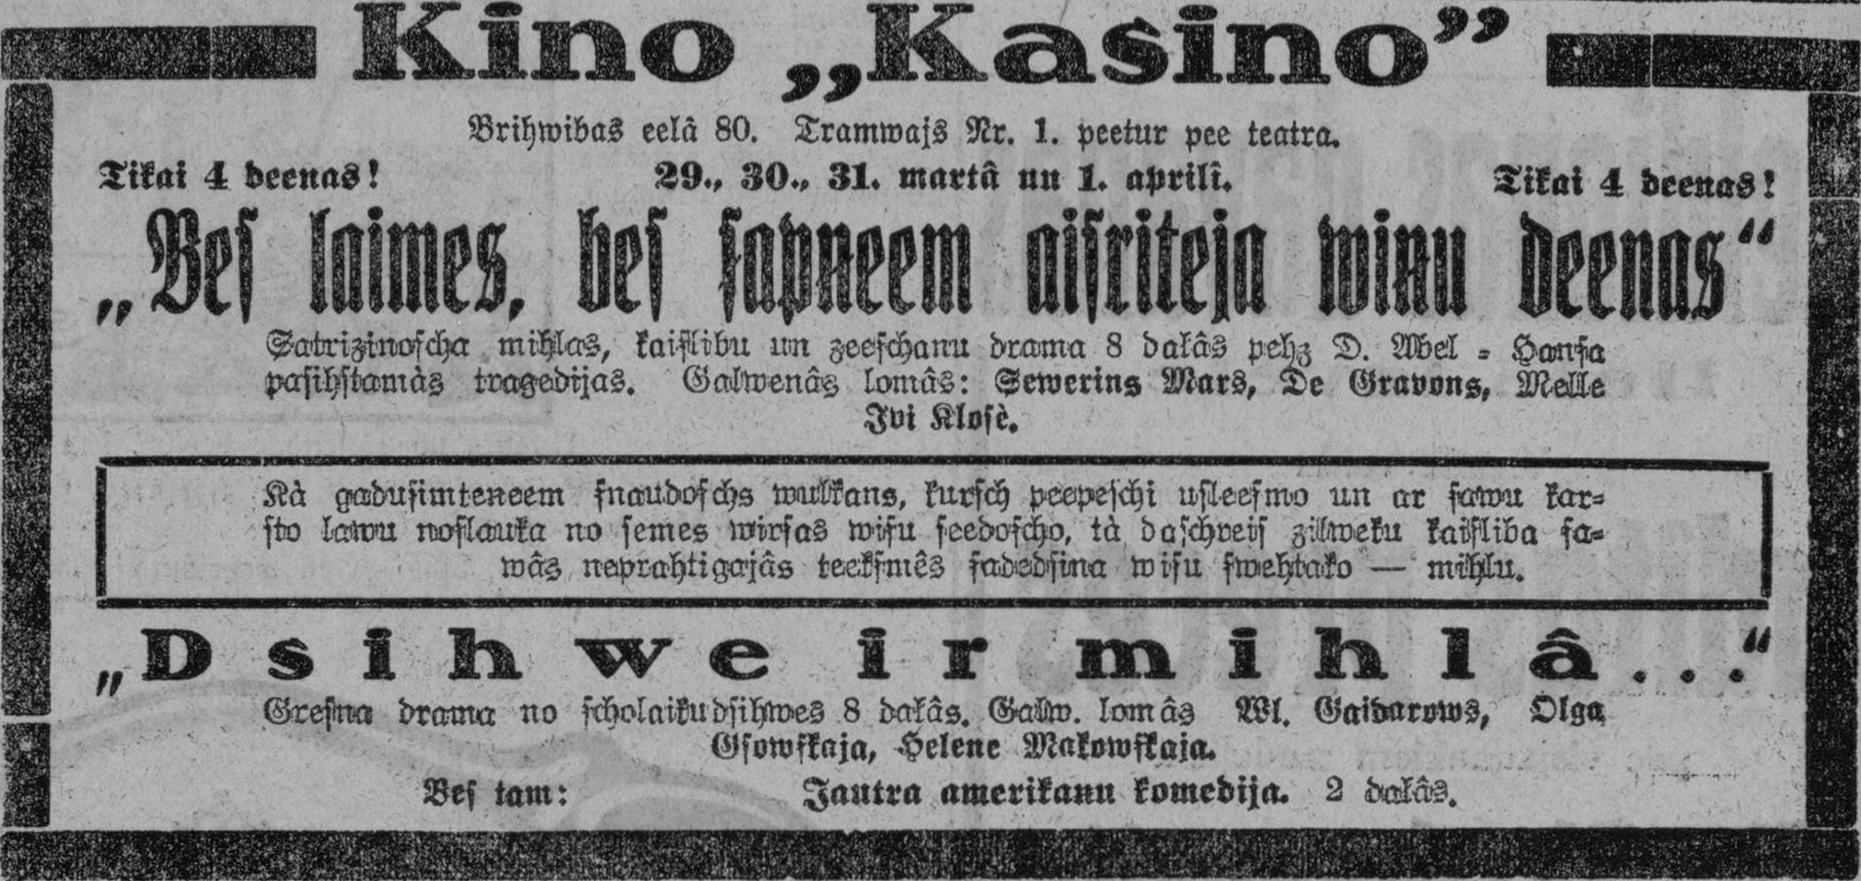 Kino „Kasino”
Brihwibas eelâ 80. Tramwajs Nr. 1. peetur pee teatra.
Tikai 4 deenas! 29., 30., 31. martâ un 1. aprilî. Tikai 4 deenas!
„Beſ laimes, beſ ſapneem aiſriteja winu deenas“
Satrizinoſcha mihlas, kaiſlibu un zeeſchanu drama 8 dakâs pehz D. Abel - Hanſa
paſihſtamàs tragedijas. Galwenâs lomâs: Sewerins Mars, De Gravons, Melle
Jvi Kloſè.
Kà gaduſimteneem ſnaudoſchs wulkans, kurſch peepeſchi uſleeſmo un ar ſawu kar=
ſto lawu noſlauka no ſemes wirſas wiſu ſeedoſcho, tà daſchreiſ zilweku kaiſliba ſa=
wâs neprahtigajâs teekſmês ſadedſina wiſu ſwehtako — mihlu.
„Dsihwe ir mihlâ...“
Greſna drama no ſcholaiku dſihwes 8 dakâs. Galw. lomâs Wl. Gaidarows, Olga
Gſowſkaja, Helene Makowſkaja.
Beſ tam: Jautra amerikanu komedija. 2 dakâs.